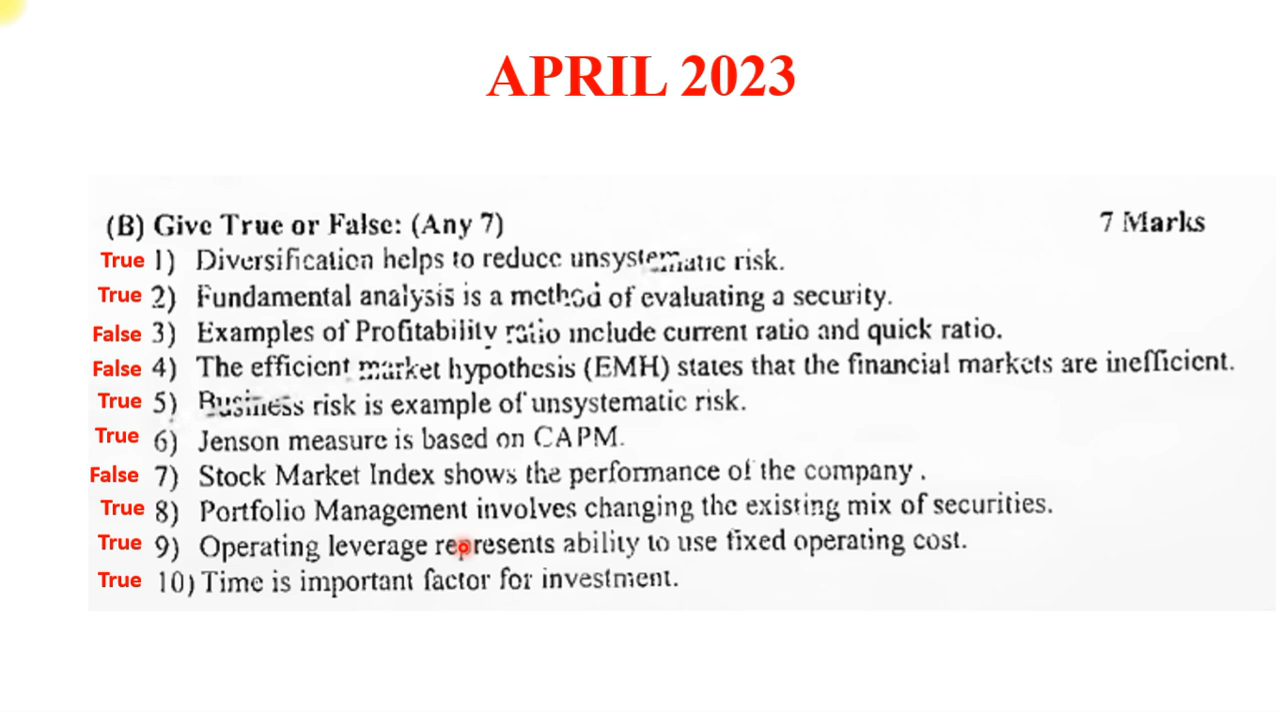 APRIL 2023
(B) Give True or False: (Any 7) 7 Marks
True 1) Diversification helps to reduce unsystematic risk.
True 2) Fundamental analysis is a method of evaluating a security.
False 3) Examples of Profitability ratio include current ratio and quick ratio.
False 4) The efficient market hypothesis (EMH) states that the financial markets are inefficient.
True 5) Business risk is example of unsystematic risk.
True 6) Jenson measure is based on CAPM.
False 7) Stock Market Index shows the performance of the company .
True 8) Portfolio Management involves changing the existing mix of securities.
True 9) Operating leverage represents ability to use fixed operating cost.
True 10) Time is important factor for investment.